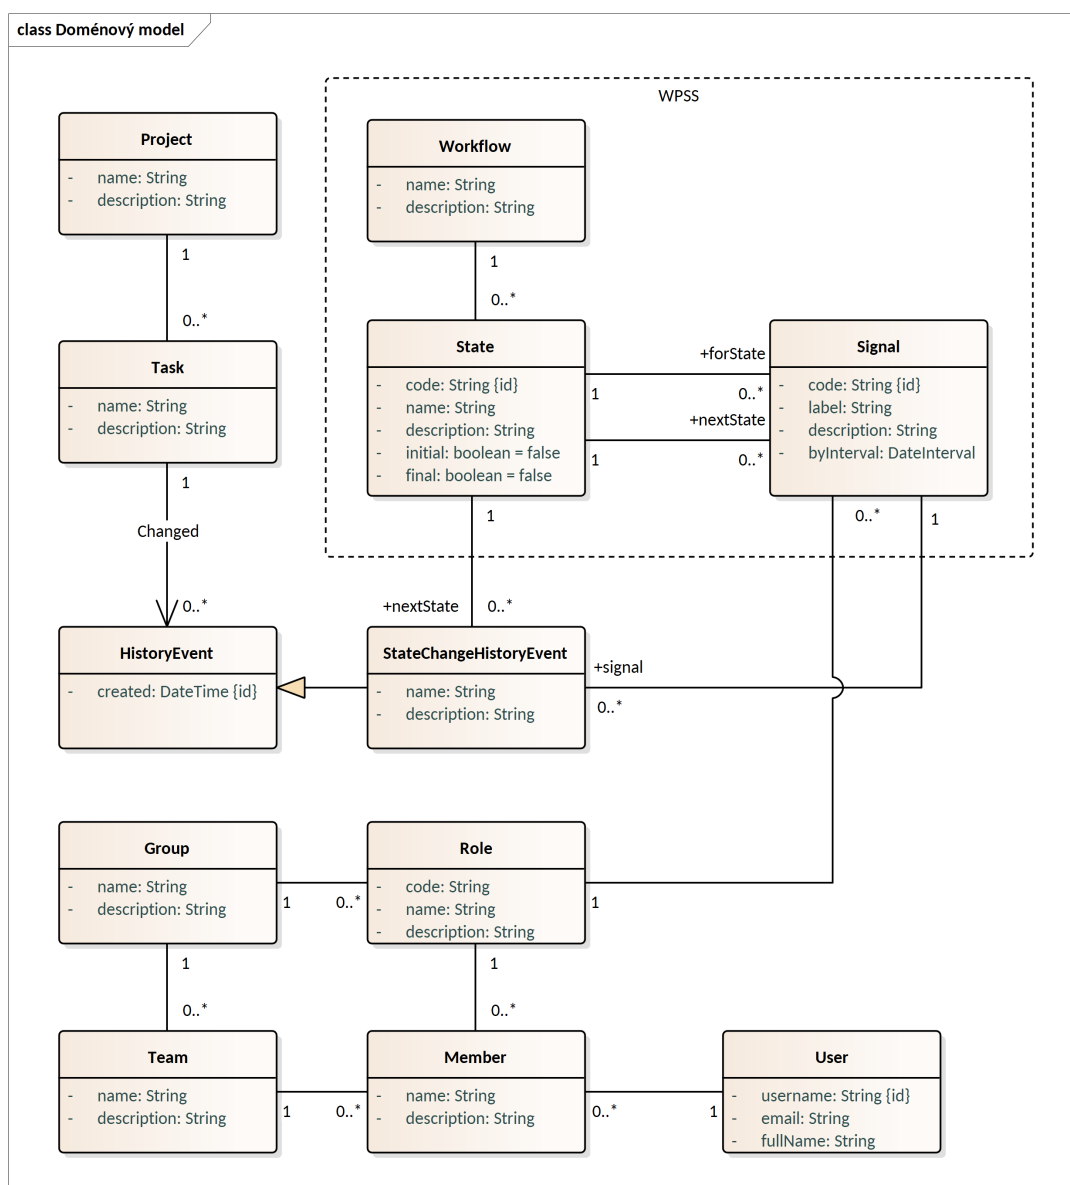 class Doménový model
WPSS
Project
- name: String
- description: String
Workflow
- name: String
- description: String
1
0..*
1
0..*
Task
- name: String
- description: String
State
- code: String {id}
- name: String
- description: String
- initial: boolean = false
- final: boolean = false
+forState
1
0..*
+nextState
1
0..*
Signal
- code: String {id}
- label: String
- description: String
- byInterval: DateInterval
1
Changed
0..*
1
+nextState
0..*
0..*
1
HistoryEvent
- created: DateTime {id}
StateChangeHistoryEvent
- name: String
- description: String
+signal
0..*
Group
- name: String
- description: String
1
0..*
Role
- code: String
- name: String
- description: String
1
1
0..*
1
0..*
Team
- name: String
- description: String
1
0..*
Member
- name: String
- description: String
0..*
1
User
- username: String {id}
- email: String
- fullName: String